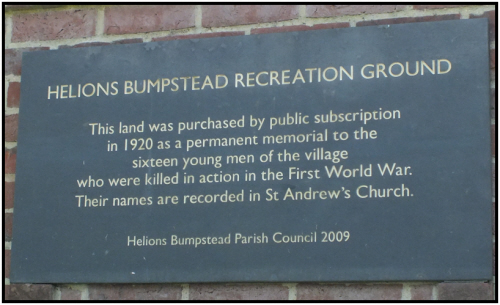 HELIONS BUMPSTEAD RECREATION GROUND
This land was purchased by public subscription
in 1920 as a permanent memorial to the
sixteen young men of the village
who were killed in action in the First World War.
Their names are recorded in St Andrew's Church.
Helions Bumpstead Parish Council 2009